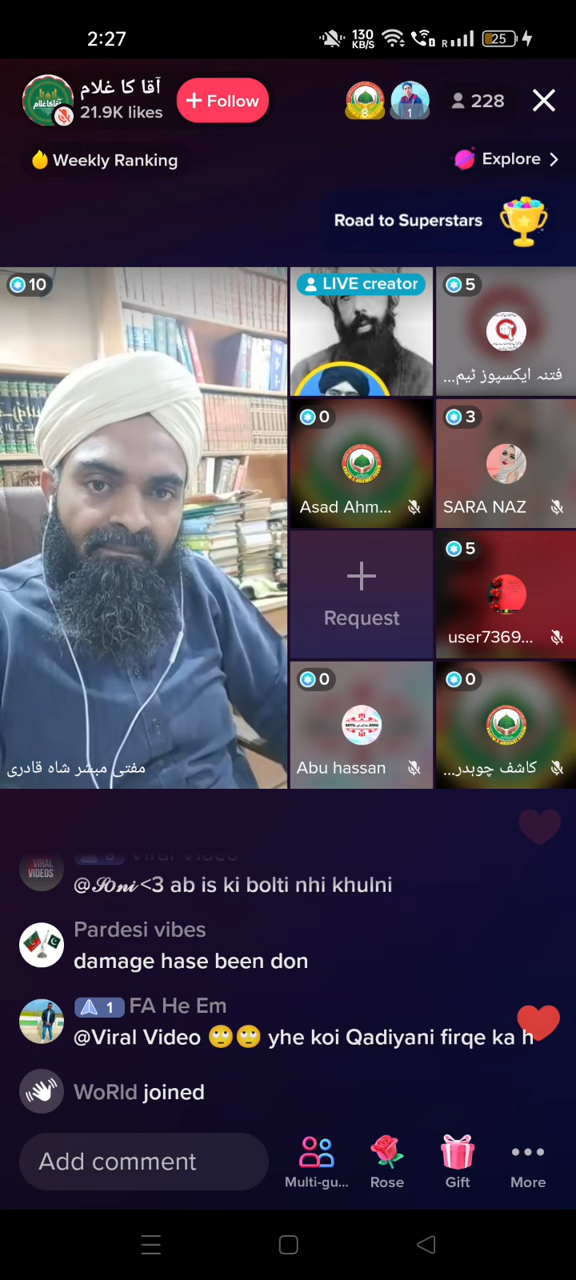 2:27
130
KB/S
R
25
آقا کا غلام
21.9K likes
+ Follow
8
1
228
Weekly Ranking
Explore
Road to Superstars
10
LIVE creator
5
فتنہ ایکسپوز ٹیم...
0
Asad Ahm...
3
SARA NAZ
Request
5
user7369...
0
Abu hassan
0
کاشف چوہدر...
مفتی مبشر شاہ قادری
Viral Video
VIRAL
VIDEOS
@𝒮𝑜𝓃𝒾<3 ab is ki bolti nhi khulni
Pardesi vibes
damage hase been don
1 FA He Em
@Viral Video 🙄🙄 yhe koi Qadiyani firqe ka h
WoRld joined
Add comment
Multi-gu...
Rose
Gift
More